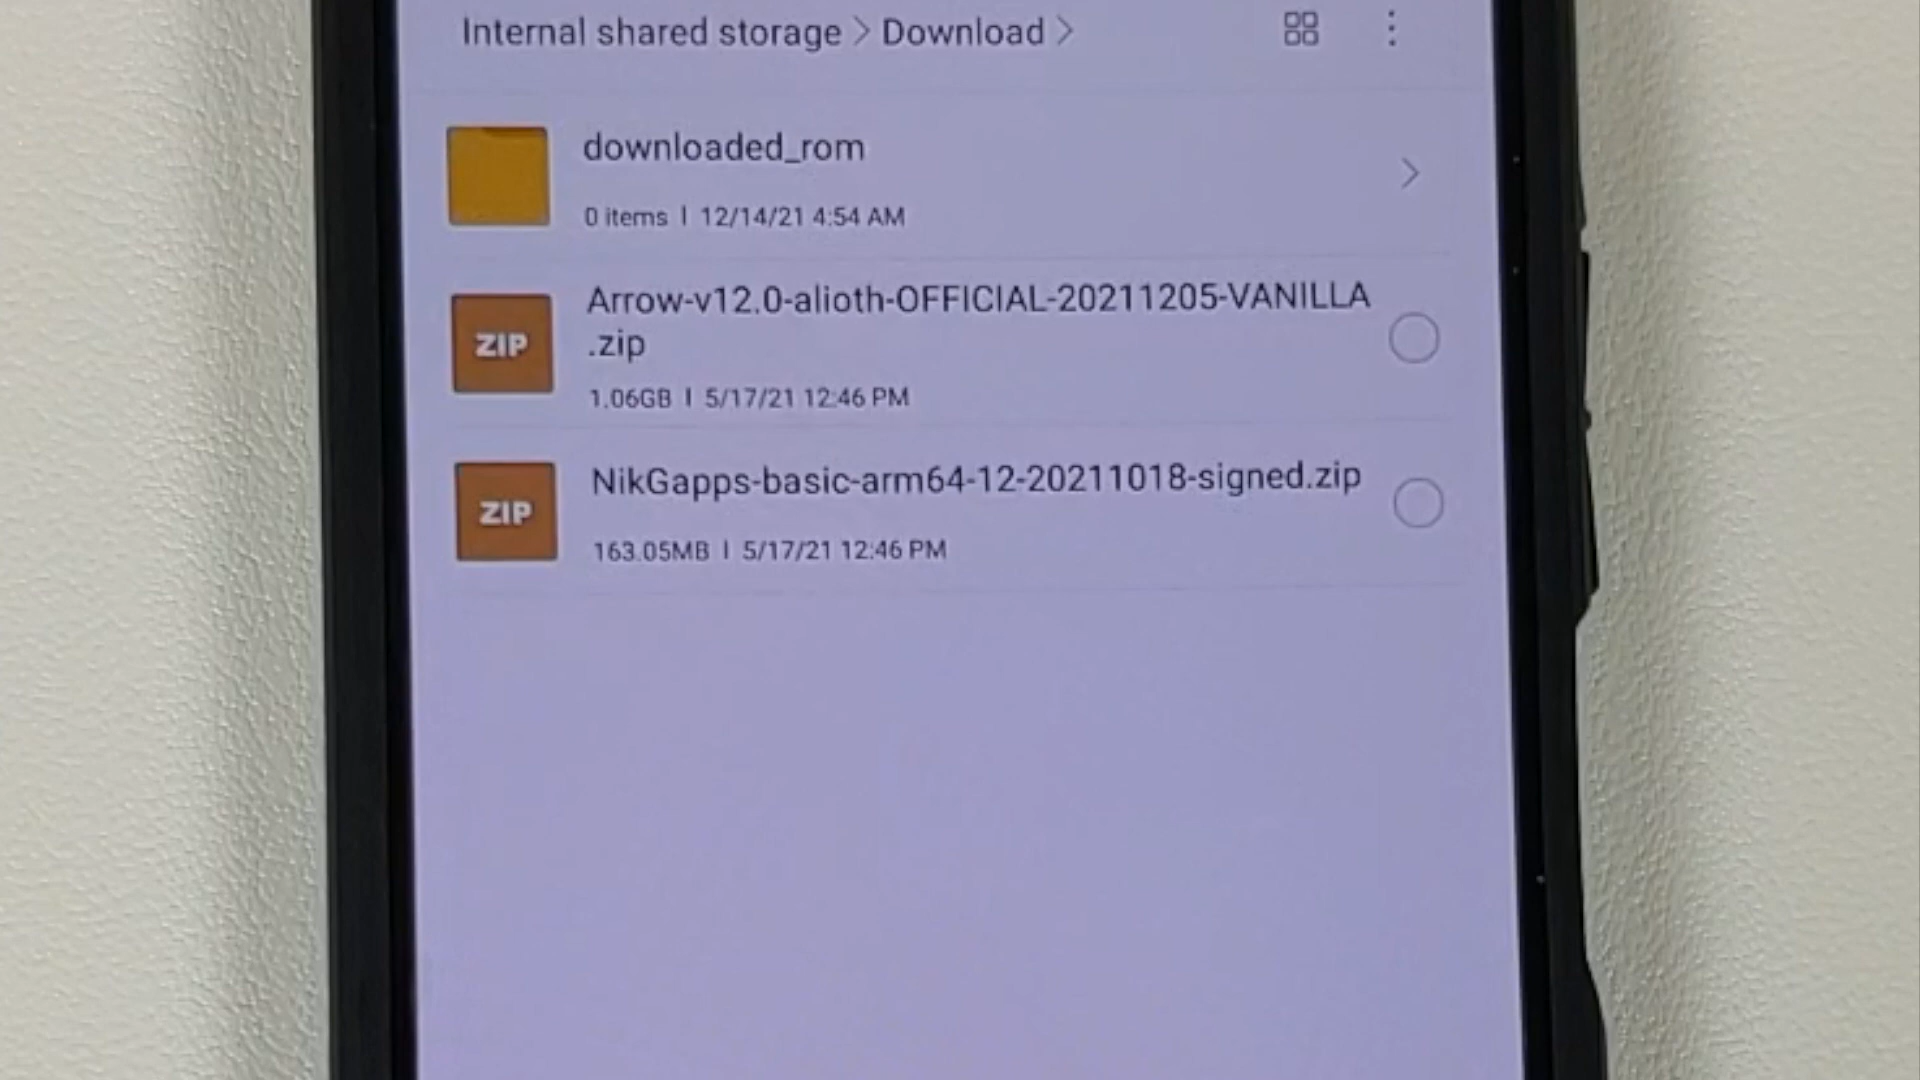 Internal shared storage > Download >
downloaded_rom
0 items | 12/14/21 4:54 AM
ZIP
Arrow-v12.0-alioth-OFFICIAL-20211205-VANILLA
.zip
1.06GB | 5/17/21 12:46 PM
ZIP
NikGapps-basic-arm64-12-20211018-signed.zip
163.05MB | 5/17/21 12:46 PM